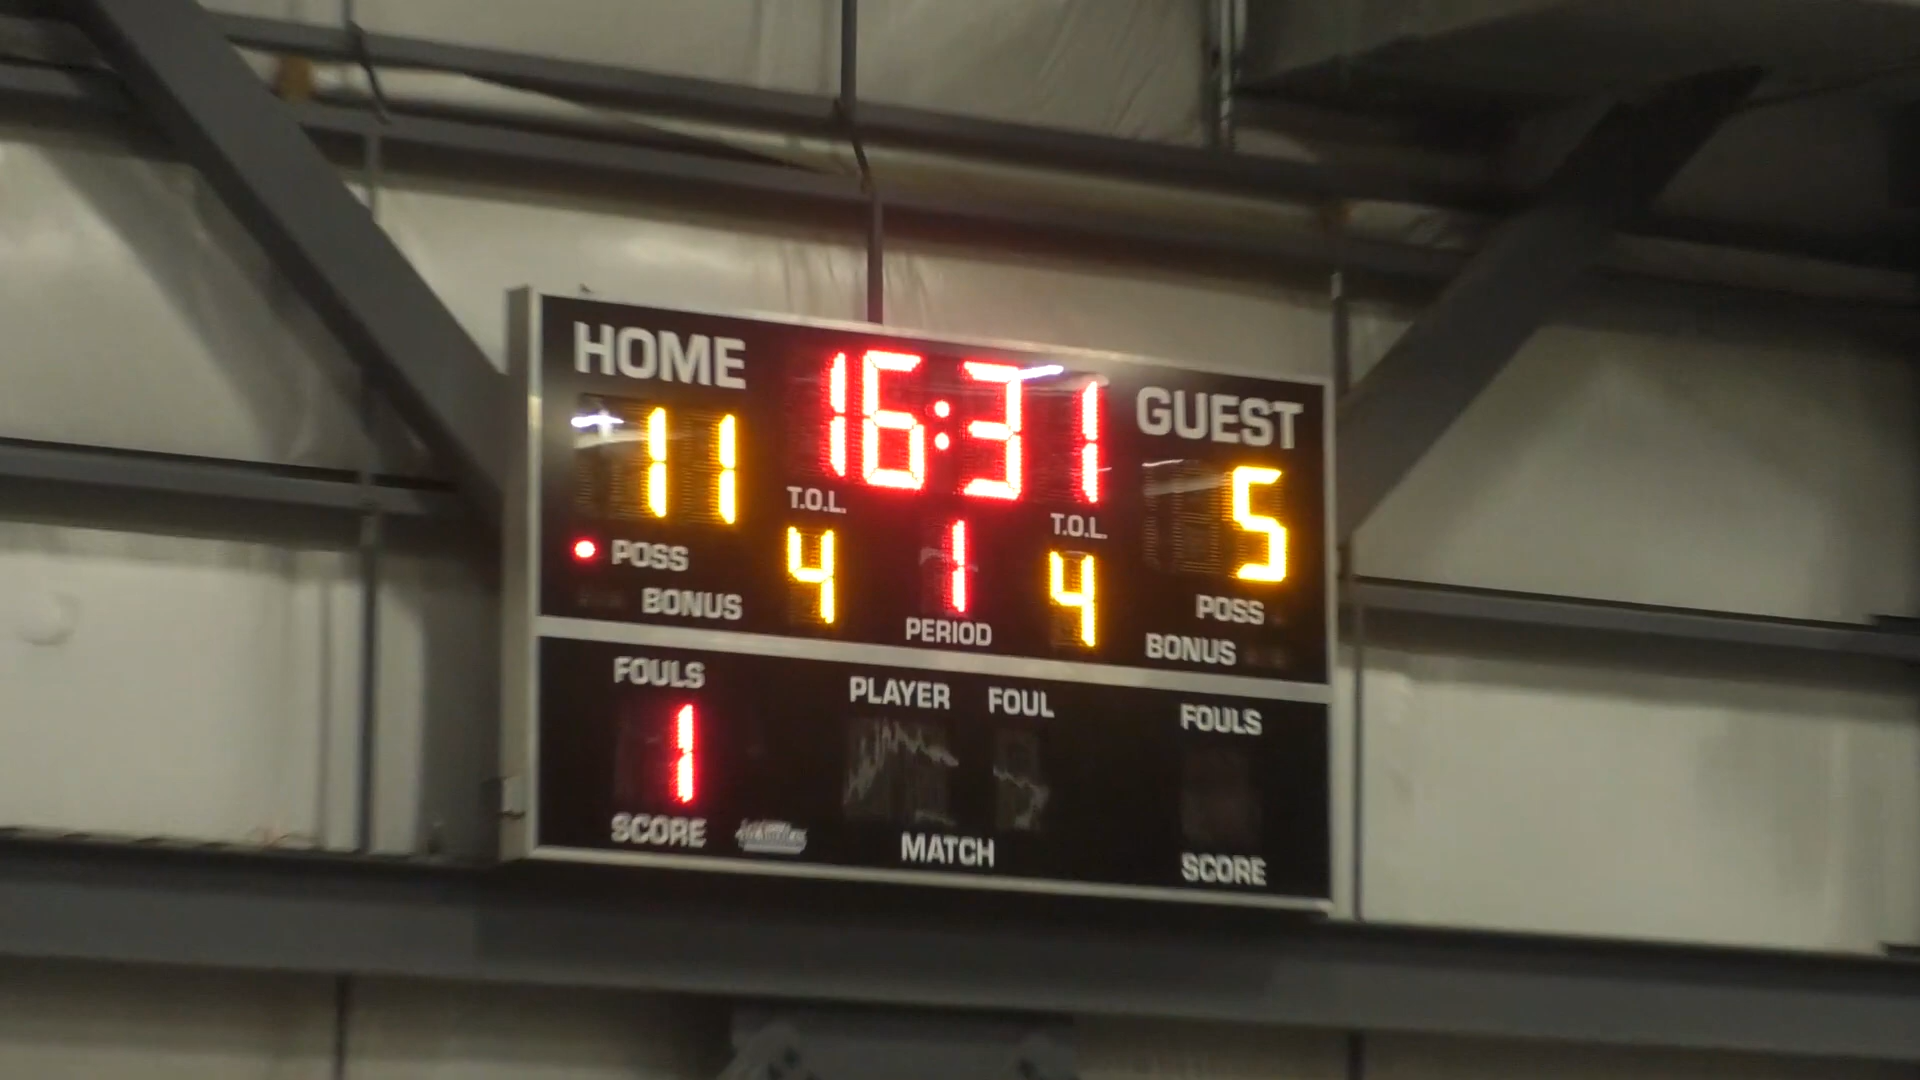 HOME 16:31 GUEST
11 5
T.O.L. T.O.L.
4 1 4
POSS POSS
BONUS PERIOD BONUS
FOULS PLAYER FOUL FOULS
1
SCORE MATCH SCORE